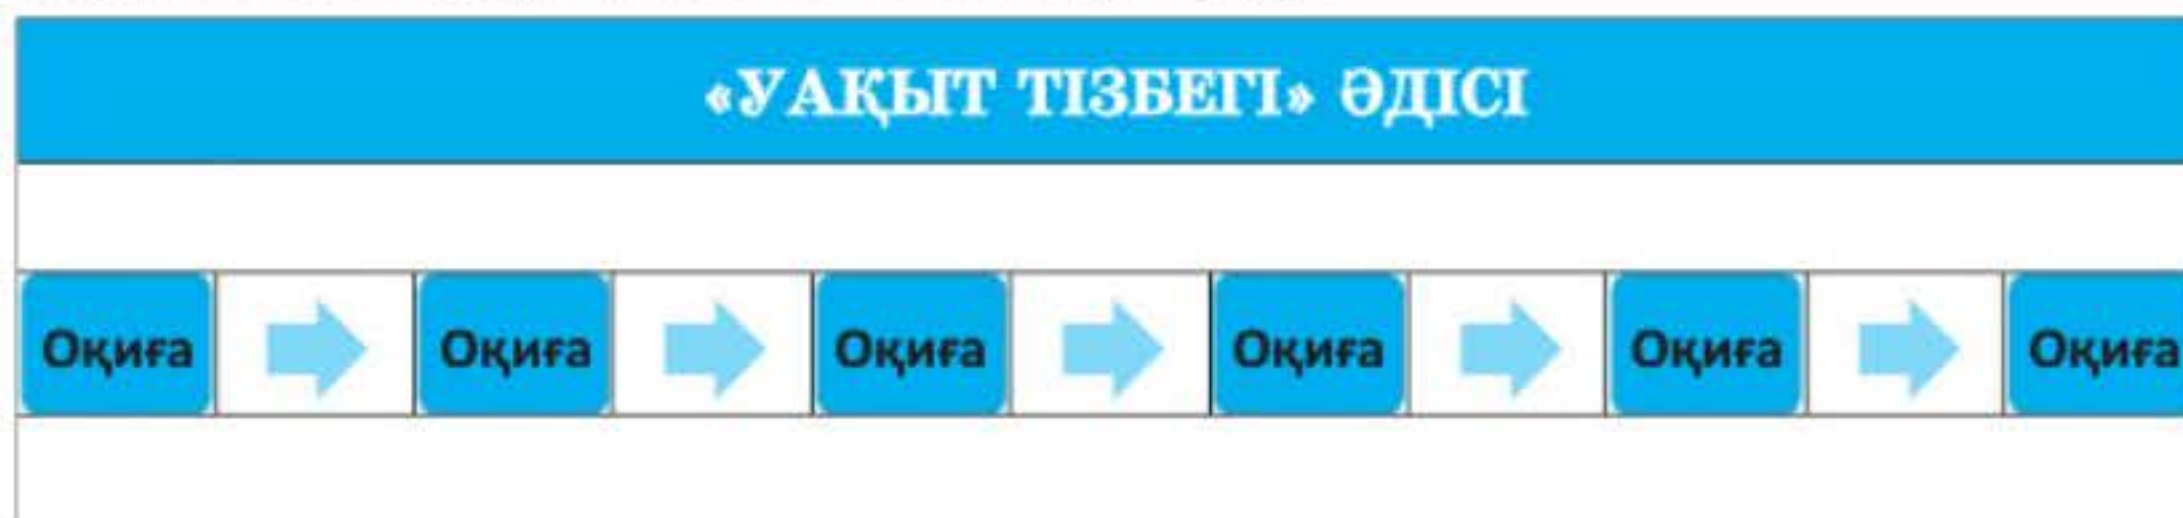 «УАҚЫТ ТІЗБЕГІ» ӘДІСІ
Оқиға Оқиға Оқиға Оқиға Оқиға Оқиға